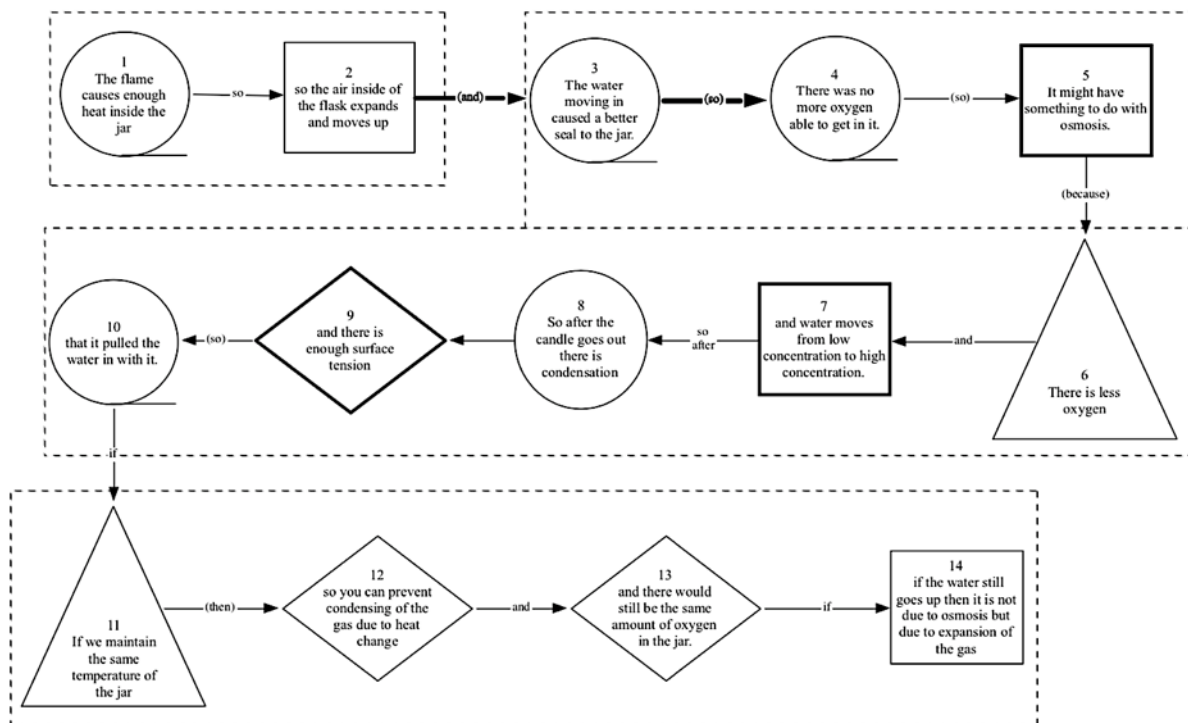 1
The flame
causes enough
heat inside the
jar
so
2
so the air inside of
the flask expands
and moves up
(and)
3
The water
moving in
caused a better
seal to the jar.
(so)
4
There was no
more oxygen
able to get in it.
(so)
5
It might have
something to do with
osmosis.
(because)
6
There is less
oxygen
and
7
and water moves
from low
concentration to high
concentration.
so
after
8
So after the
candle goes out
there is
condensation
9
and there is
enough surface
tension
(so)
10
that it pulled the
water in with it.
if
11
If we maintain
the same
temperature of
the jar
(then)
12
so you can prevent
condensing of the
gas due to heat
change
and
13
and there would
still be the same
amount of oxygen
in the jar.
if
14
if the water still
goes up then it is not
due to osmosis but
due to expansion of
the gas